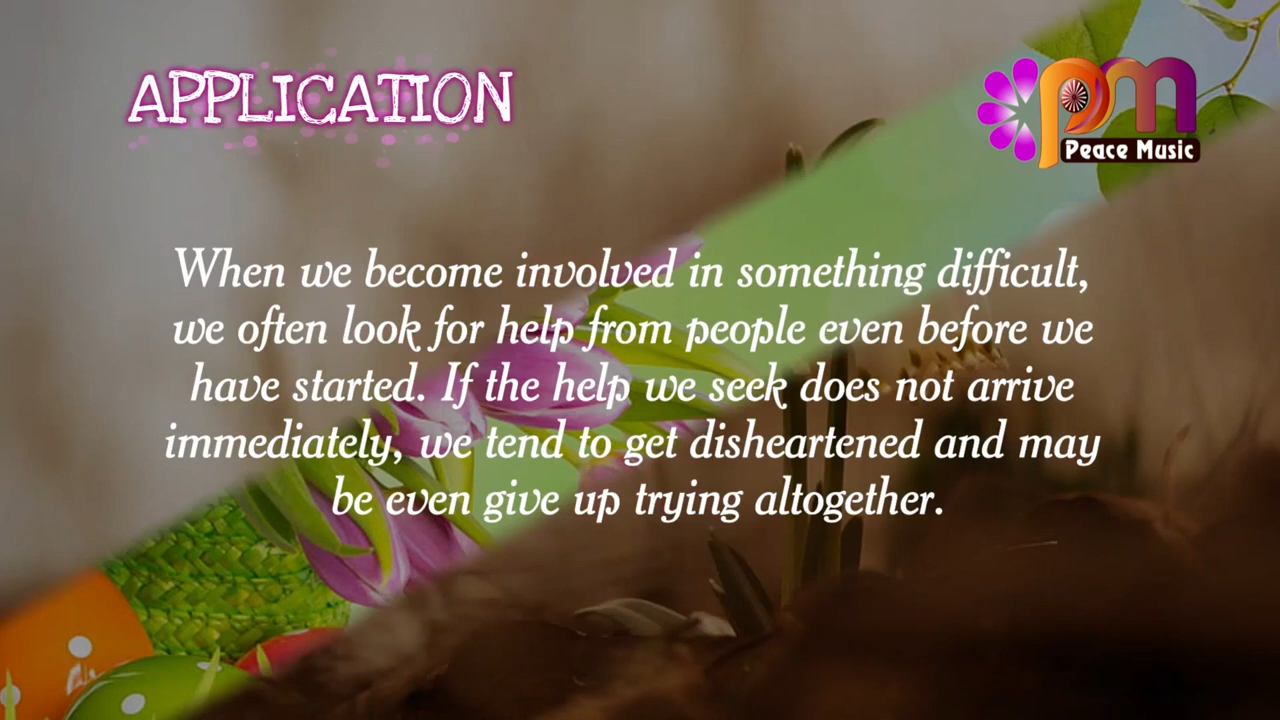 APPLICATION
pm
Peace Music
When we become involved in something difficult,
we often look for help from people even before we
have started. If the help we seek does not arrive
immediately, we tend to get disheartened and may
be even give up trying altogether.